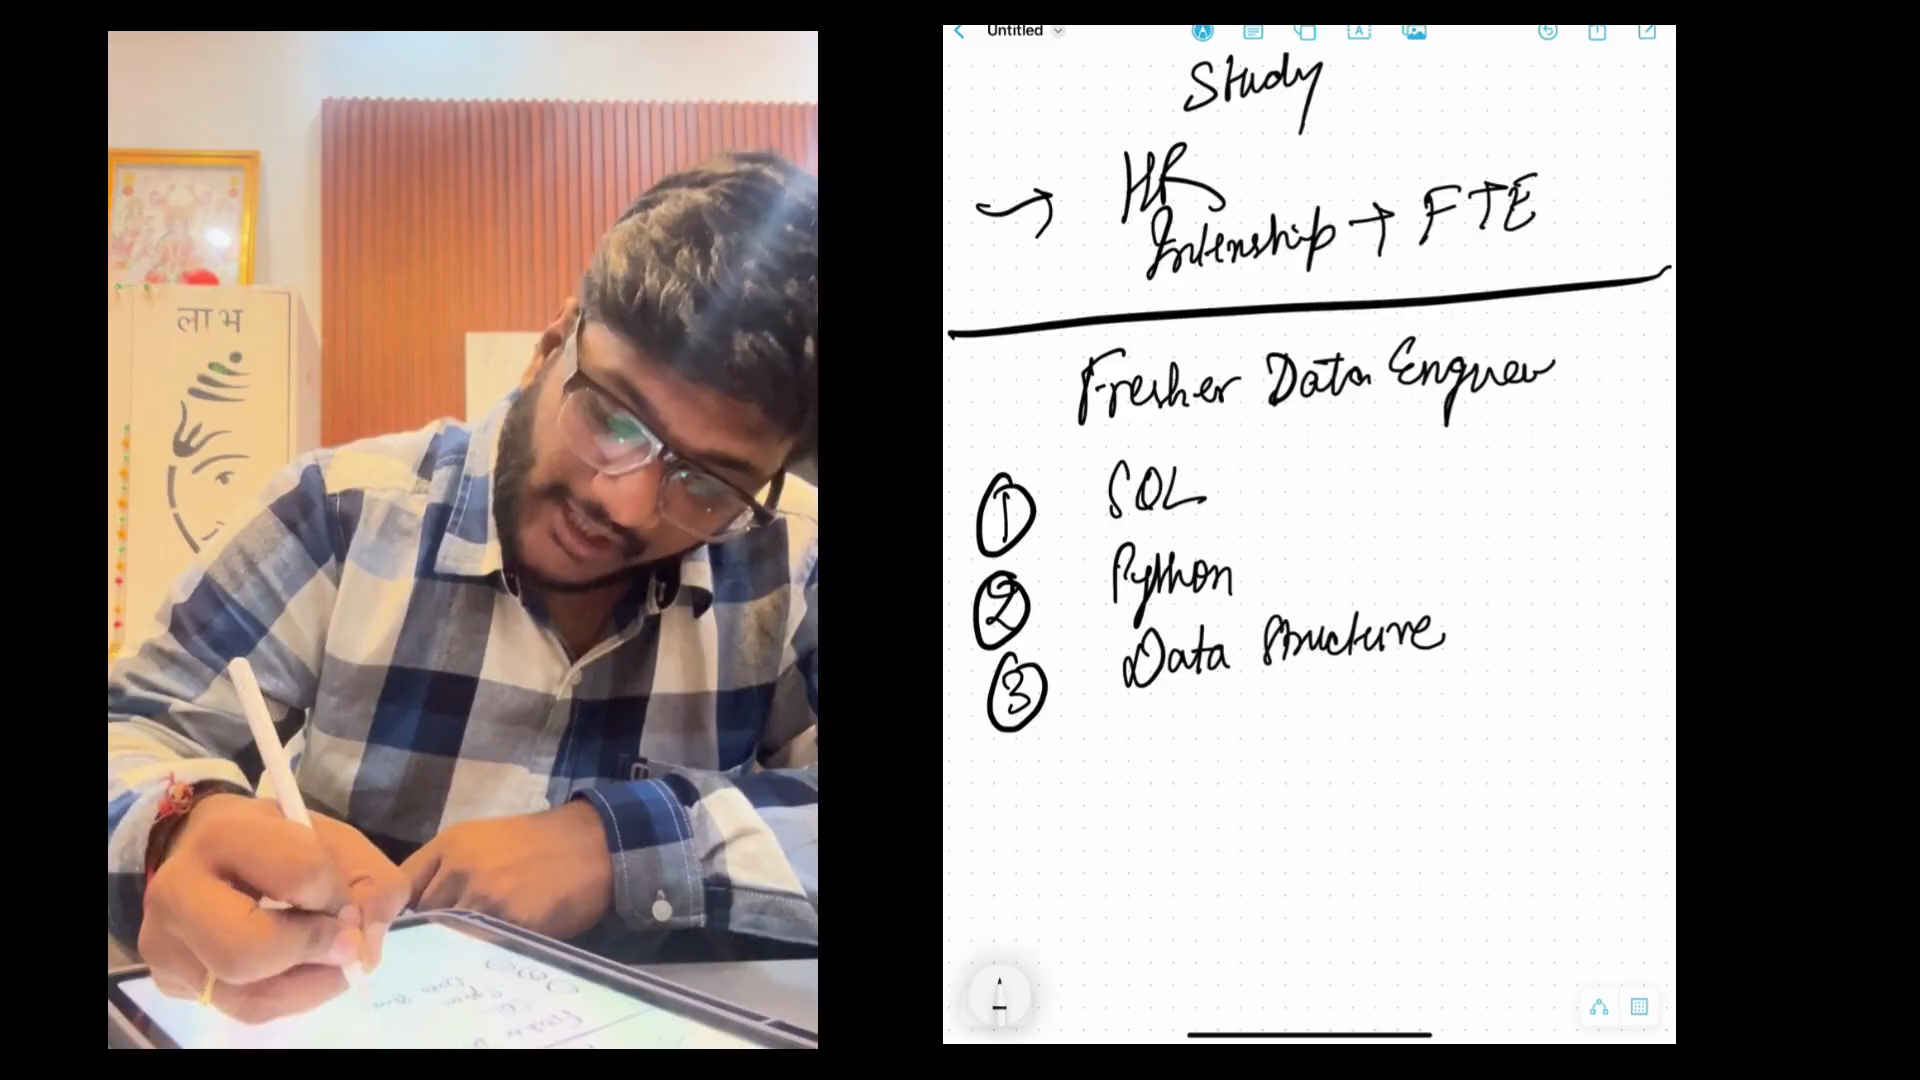 लाभ
Untitled
Study
HR
Internship → FTE
Fresher Data Engineer
① SQL
② Python
③ Data Structure